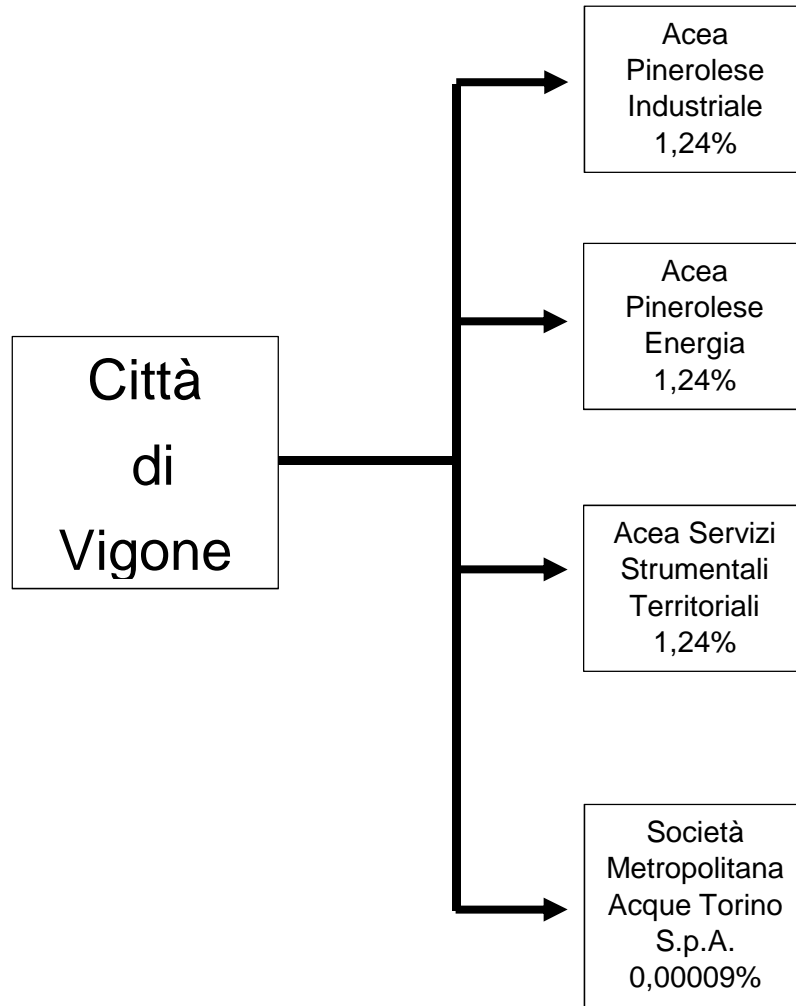 Città
di
Vigone
Acea
Pinerolese
Industriale
1,24%
Acea
Pinerolese
Energia
1,24%
Acea Servizi
Strumentali
Territoriali
1,24%
Società
Metropolitana
Acque Torino
S.p.A.
0,00009%